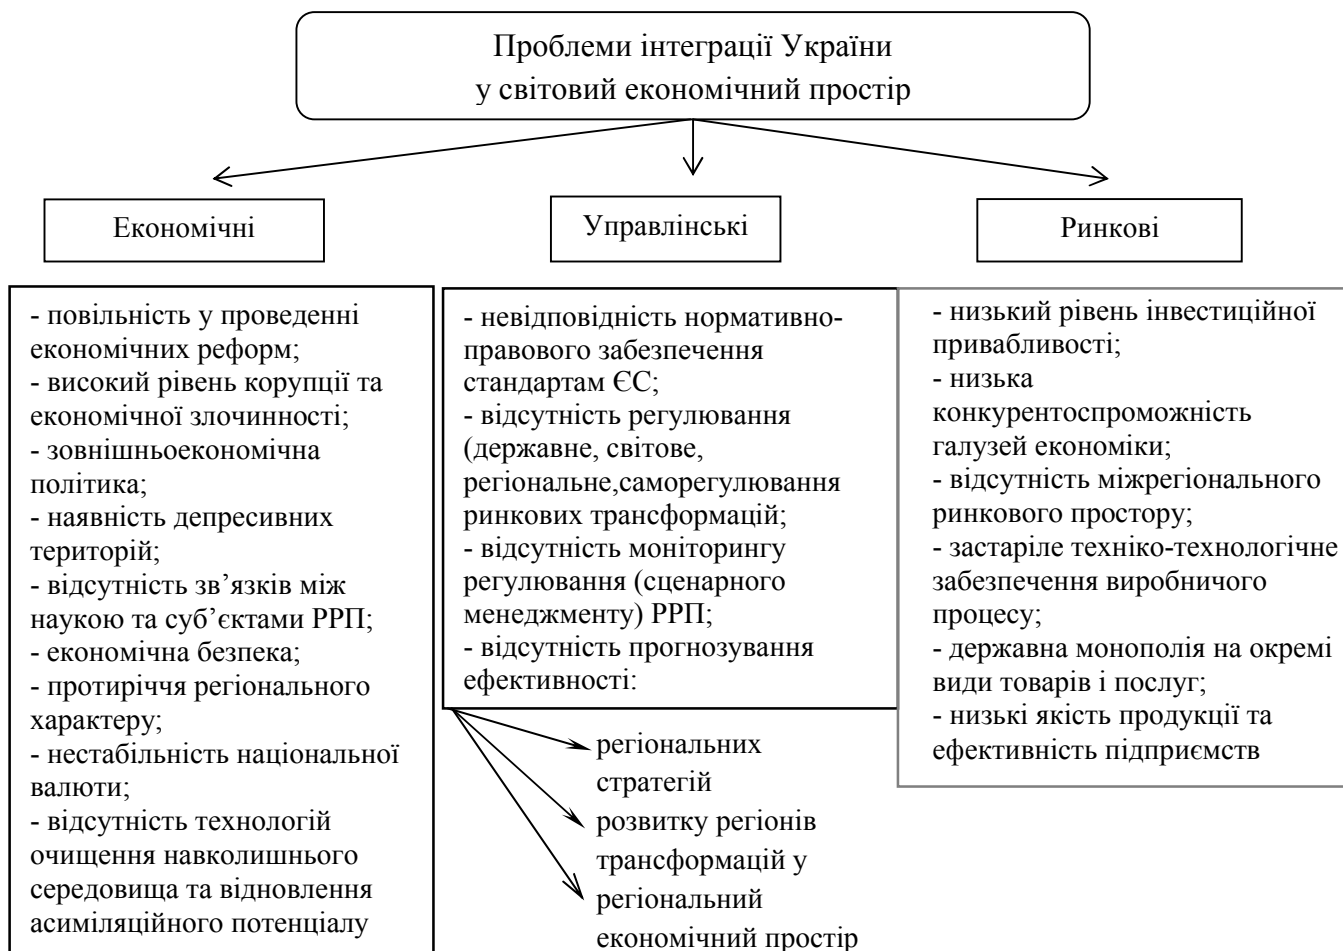 Проблеми інтеграції України
у світовий економічний простір
Економічні
Управлінські
Ринкові
- повільність у проведенні
економічних реформ;
- високий рівень корупції та
економічної злочинності;
- зовнішньоекономічна
політика;
- наявність депресивних
територій;
- відсутність зв’язків між
наукою та суб’єктами РРП;
- економічна безпека;
- протиріччя регіонального
характеру;
- нестабільність національної
валюти;
- відсутність технологій
очищення навколишнього
середовища та відновлення
асиміляційного потенціалу
- невідповідність нормативно-
правового забезпечення
стандартам ЄС;
- відсутність регулювання
(державне, світове,
регіональне,саморегулювання
ринкових трансформацій;
- відсутність моніторингу
регулювання (сценарного
менеджменту) РРП;
- відсутність прогнозування
ефективності:
регіональних
стратегій
розвитку регіонів
трансформацій у
регіональний
економічний простір
- низький рівень інвестиційної
привабливості;
- низька
конкурентоспроможність
галузей економіки;
- відсутність міжрегіонального
ринкового простору;
- застаріле техніко-технологічне
забезпечення виробничого
процесу;
- державна монополія на окремі
види товарів і послуг;
- низькі якість продукції та
ефективність підприємств